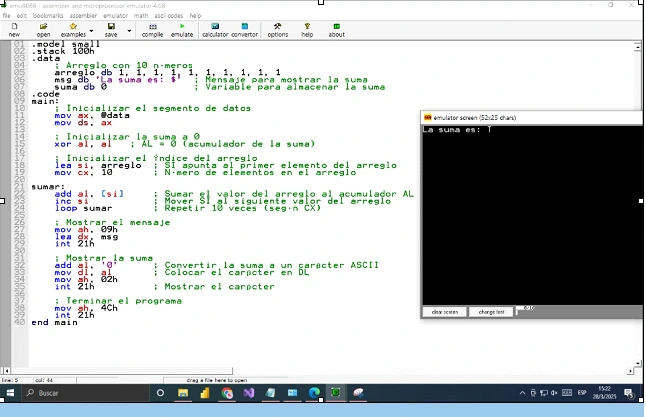 emu8086 - assembler and microprocessor emulator 4.08
file edit bookmarks assembler emulator math ascii codes help
new open examples save compile emulate calculator convertor options help about
01 .model small
02 .stack 100h
03 .data
04 ; Arreglo con 10 n·meros
05 arreglo db 1, 1, 1, 1, 1, 1, 1, 1, 1, 1
06 msg db 'La suma es: $' ; Mensaje para mostrar la suma
07 suma db 0 ; Variable para almacenar la suma
08 .code
09 main:
10 ; Inicializar el segmento de datos
11 mov ax, @data
12 mov ds, ax
13
14 ; Inicializar la suma a 0
15 xor al, al ; AL = 0 (acumulador de la suma)
16
17 ; Inicializar el Ýndice del arreglo
18 lea si, arreglo ; SI apunta al primer elemento del arreglo
19 mov cx, 10 ; N·mero de elementos en el arreglo
20
21 sumar:
22 add al, [si] ; Sumar el valor del arreglo al acumulador AL
23 inc si ; Mover SI al siguiente valor del arreglo
24 loop sumar ; Repetir 10 veces (seg·n CX)
25
26 ; Mostrar el mensaje
27 mov ah, 09h
28 lea dx, msg
29 int 21h
30
31 ; Mostrar la suma
32 add al, '0' ; Convertir la suma a un carßcter ASCII
33 mov dl, al ; Colocar el carßcter en DL
34 mov ah, 02h
35 int 21h ; Mostrar el carßcter
36
37 ; Terminar el programa
38 mov ah, 4Ch
39 int 21h
40 end main
emulator screen (52x25 chars)
La suma es: T
clear screen change font 0/16
line: 5 col: 44 drag a file here to open
Buscar ESP 15:22
28/3/2025